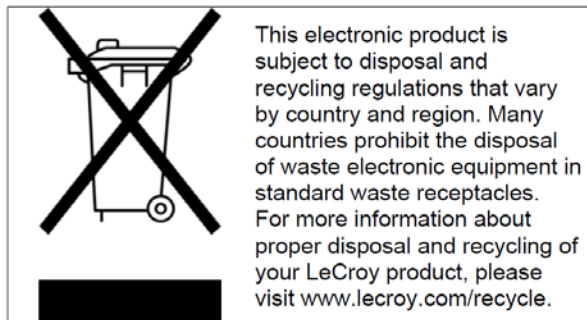 This electronic product is
subject to disposal and
recycling regulations that vary
by country and region. Many
countries prohibit the disposal
of waste electronic equipment in
standard waste receptacles.
For more information about
proper disposal and recycling of
your LeCroy product, please
visit www.lecroy.com/recycle.